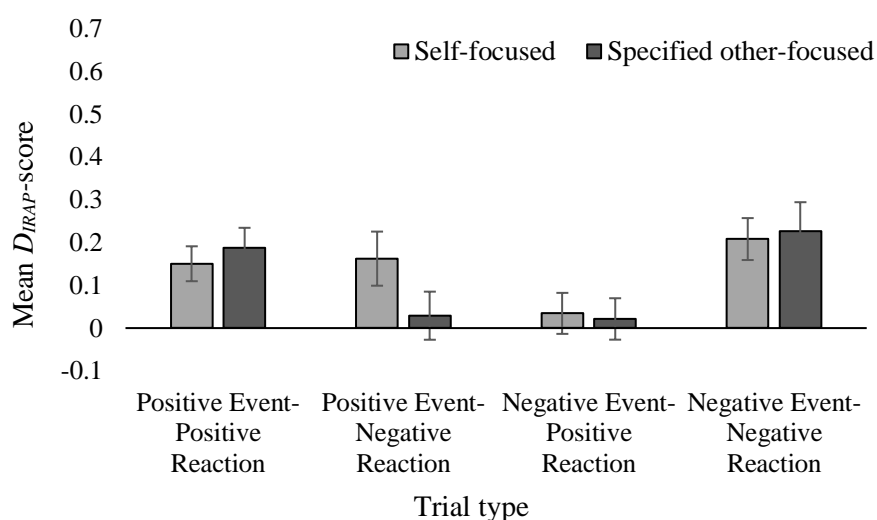 0.7
0.6
0.5
0.4
0.3
0.2
0.1
0
-0.1
Mean DIRAP-score
Self-focused Specified other-focused
Positive Event-
Positive
Reaction
Positive Event-
Negative
Reaction
Negative Event-
Positive
Reaction
Negative Event-
Negative
Reaction
Trial type